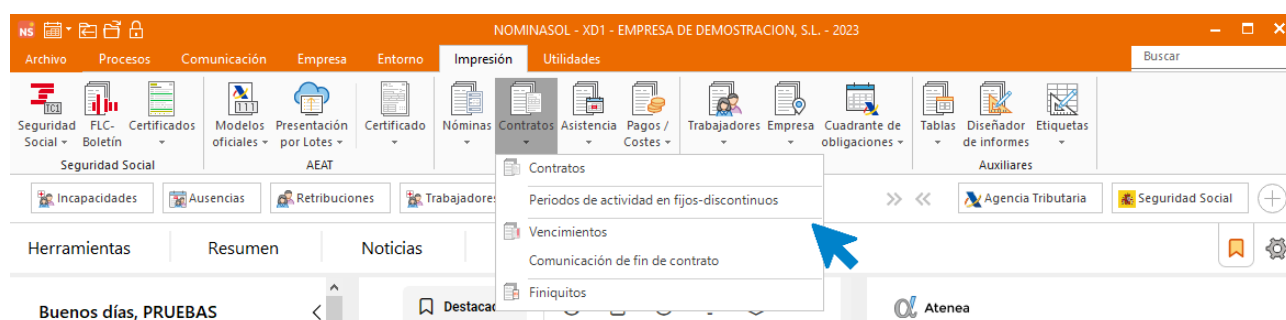 NS
NOMINASOL - XD1 - EMPRESA DE DEMOSTRACION, S.L. - 2023
Archivo Procesos Comunicación Empresa Entorno Impresión Utilidades Buscar
TC1 111
Seguridad FLC- Certificados Modelos Presentación Certificado Nóminas Contratos Asistencia Pagos / Trabajadores Empresa Cuadrante de Tablas Diseñador Etiquetas
Social Boletín oficiales por Lotes Costes obligaciones de informes
Seguridad Social AEAT Auxiliares
Contratos
Incapacidades Ausencias Retribuciones Trabajadores Periodos de actividad en fijos-discontinuos Agencia Tributaria Seguridad Social
Vencimientos
Herramientas Resumen Noticias
Comunicación de fin de contrato
Finiquitos
Buenos días, PRUEBAS Atenea